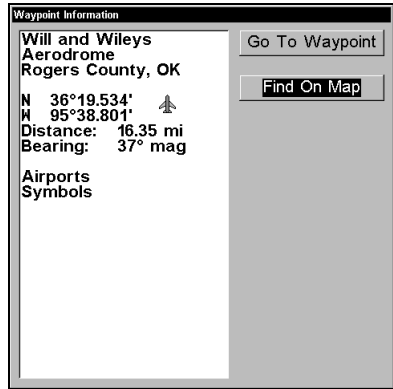 Waypoint Information
Will and Wileys
Aerodrome
Rogers County, OK
N 36°19.534'
W 95°38.801'
Distance: 16.35 mi
Bearing: 37° mag
Airports
Symbols
Go To Waypoint
Find On Map